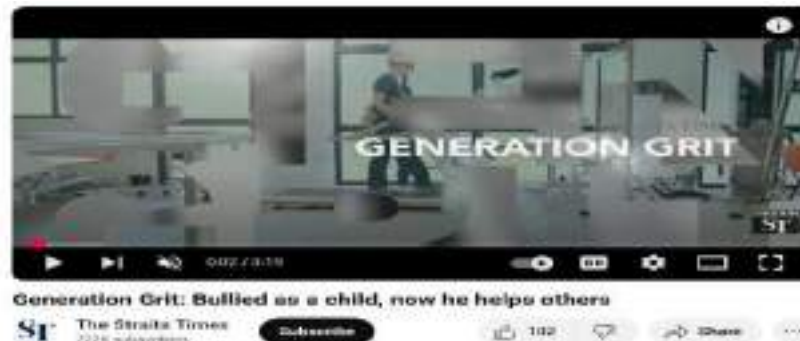 GENERATION GRIT
ST
0:02 / 3:19
Generation Grit: Bullied as a child, now he helps others
ST The Straits Times
Subscribe
102
Share
subscribers